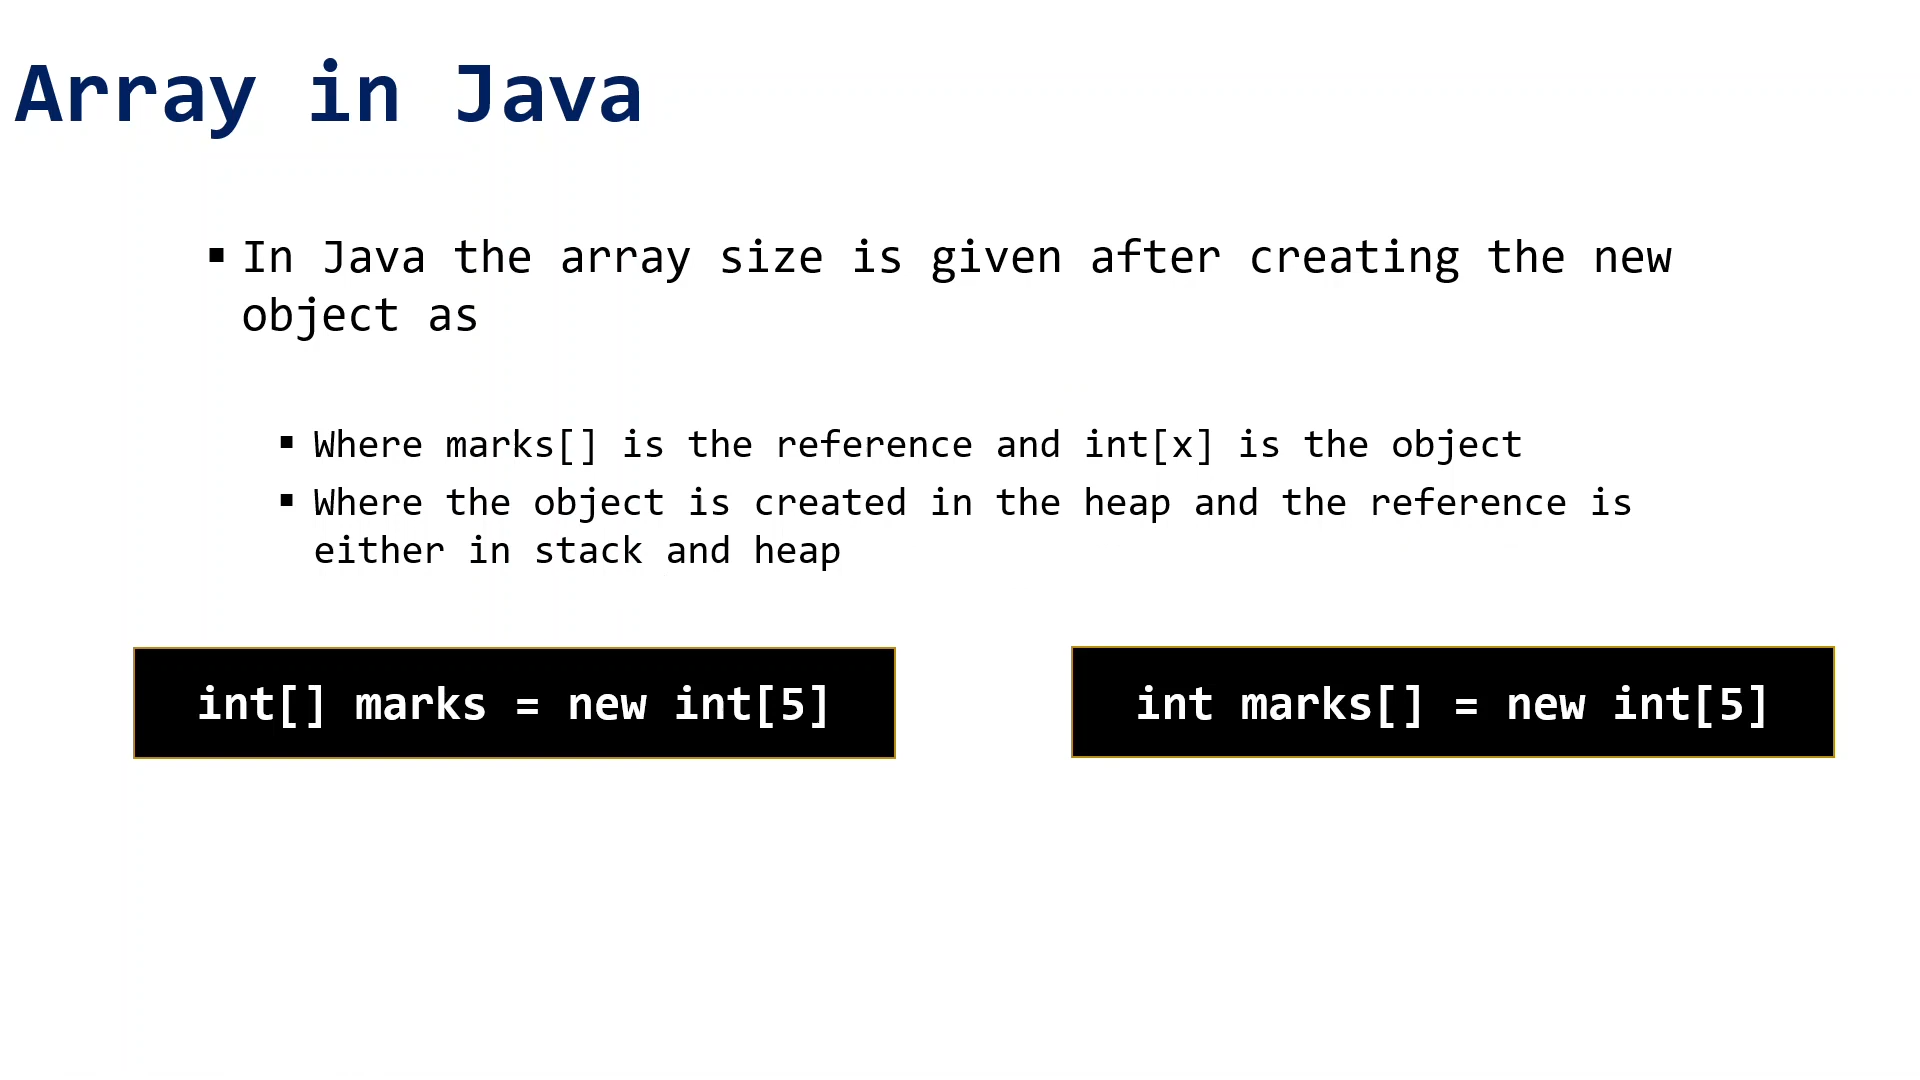 Array in Java
▪ In Java the array size is given after creating the new
object as
▪ Where marks[] is the reference and int[x] is the object
▪ Where the object is created in the heap and the reference is
either in stack and heap
int[] marks = new int[5]
int marks[] = new int[5]